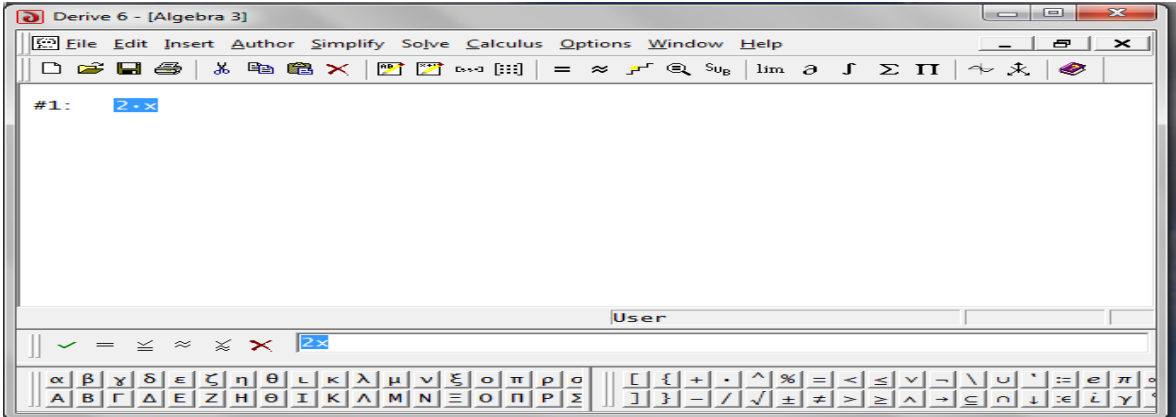 Derive 6 - [Algebra 3]
File Edit Insert Author Simplify Solve Calculus Options Window Help
= ≈ SUB lim ∂ ∫ Σ Π
#1: 2·x
User
✓ = ≈ 2x
α β γ δ ε ζ η θ ι κ λ μ ν ξ ο π ρ σ [ { + · ^ % = < ≤ ∨ ¬ \ ∪ ` := e π
Α Β Γ Δ Ε Ζ Η Θ Ι Κ Λ Μ Ν Ξ Ο Π Ρ Σ ] } - / √ ± ≠ > ≥ ∧ → ⊆ ∩ ↓ :∈ i γ